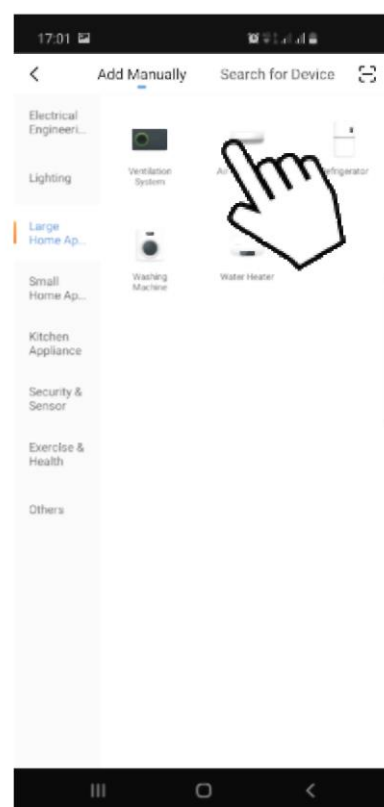 17:01
Add Manually
Search for Device
Electrical
Engineeri...
Lighting
Large
Home Ap...
Small
Home Ap...
Kitchen
Appliance
Security &
Sensor
Exercise &
Health
Others
Ventilation
System
Washing
Machine
Water Heater